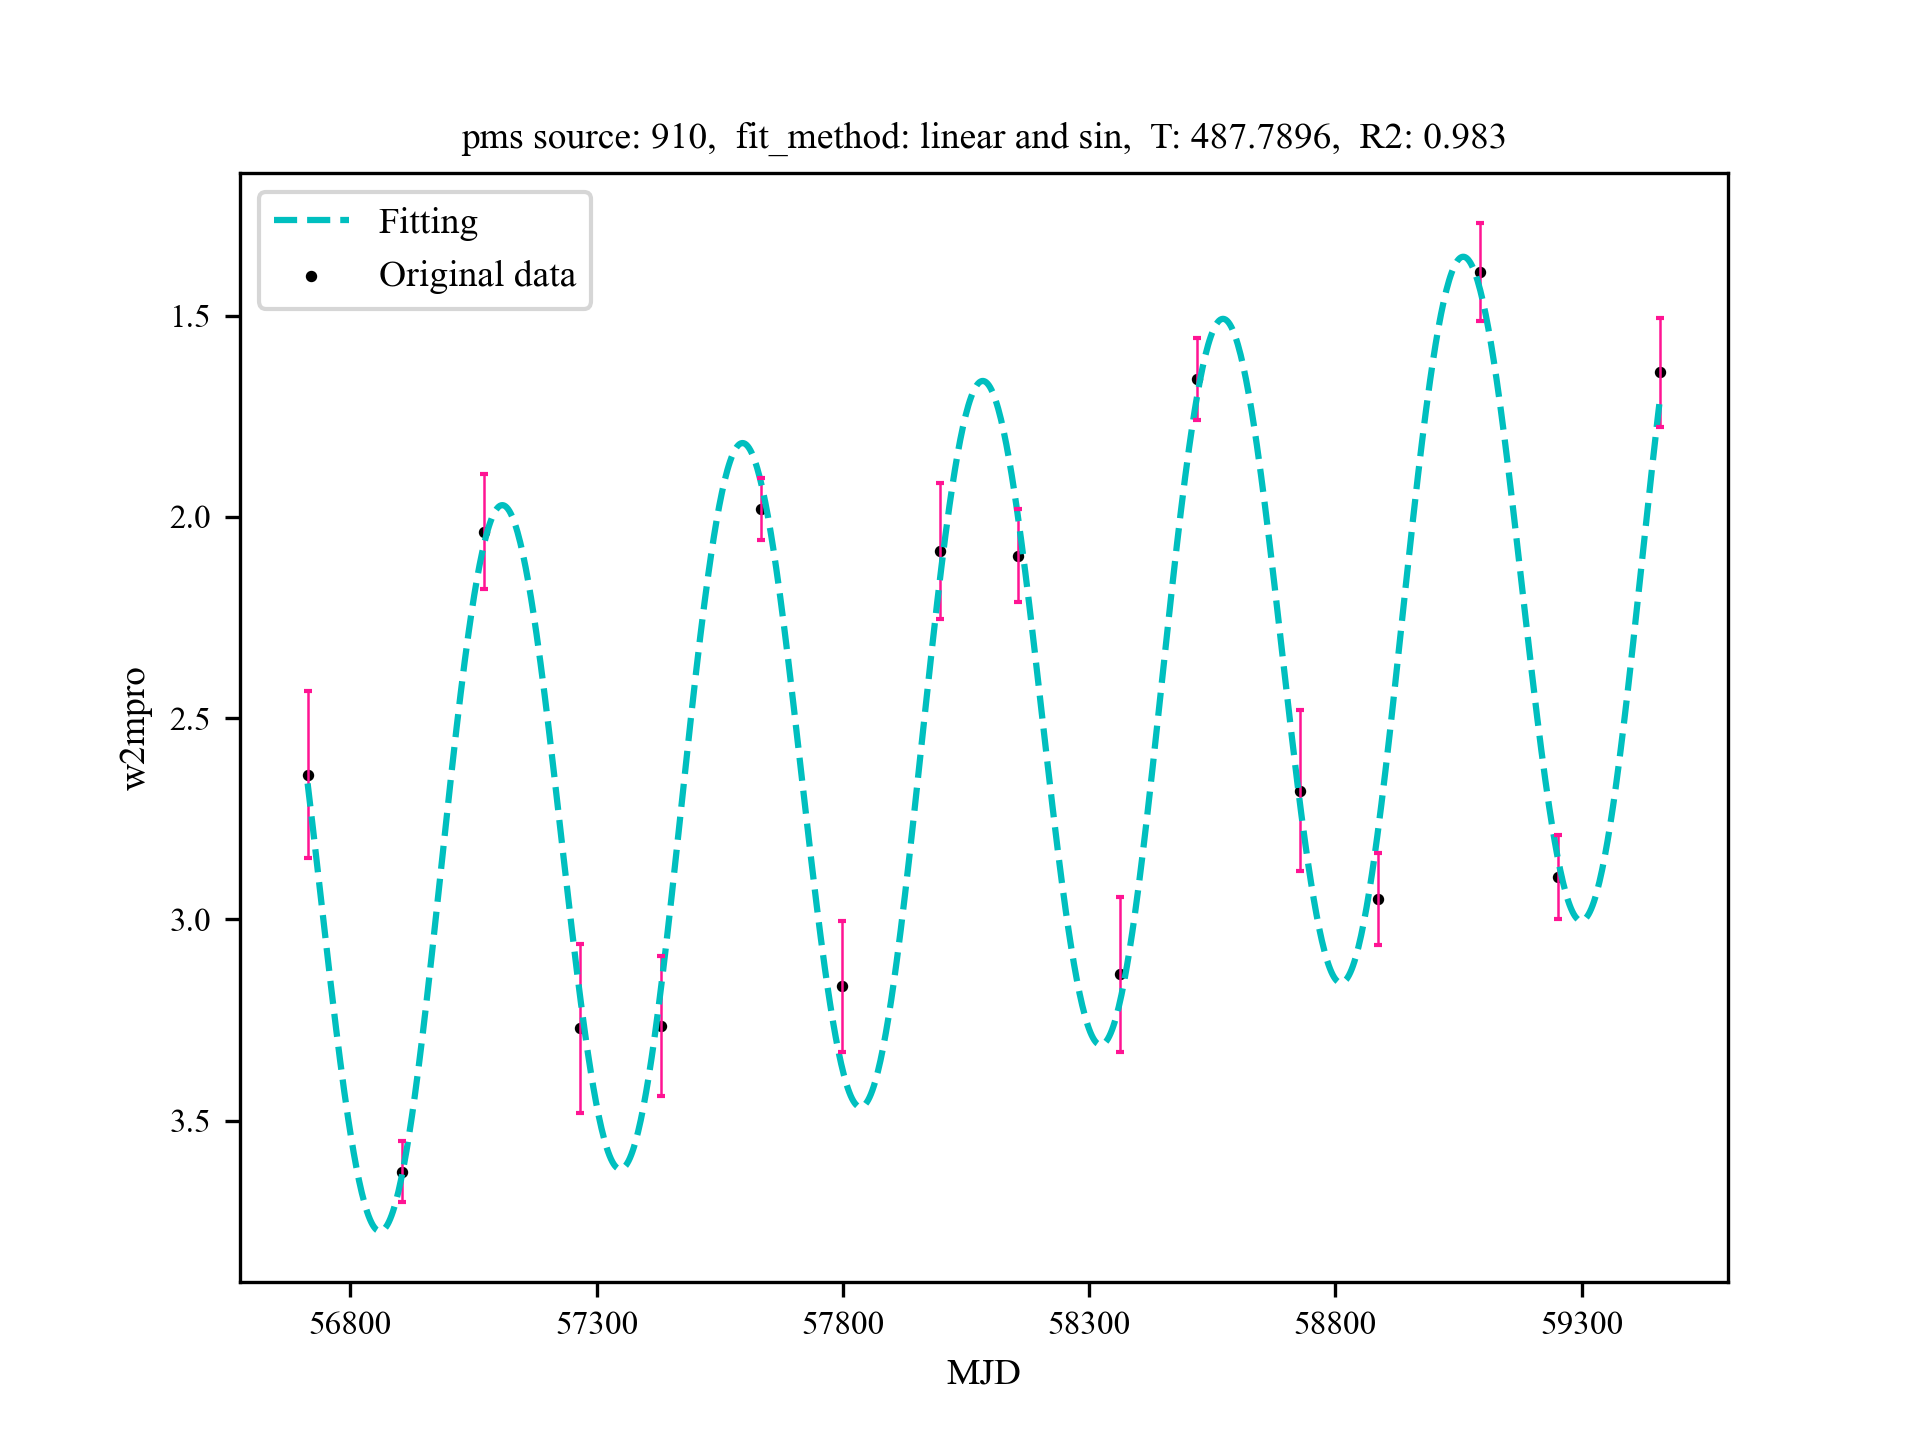 pms source: 910, fit_method: linear and sin, T: 487.7896, R2: 0.983
Fitting
Original data
1.5
2.0
2.5
3.0
3.5
w2mpro
56800 57300 57800 58300 58800 59300
MJD